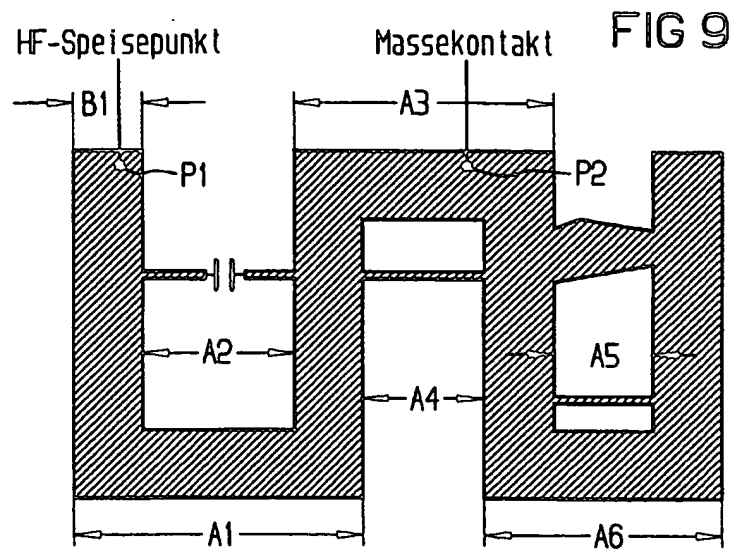 FIG 9
HF-Speisepunkt
Massekontakt
B1
A3
P1
P2
A2
A5
A4
A1
A6